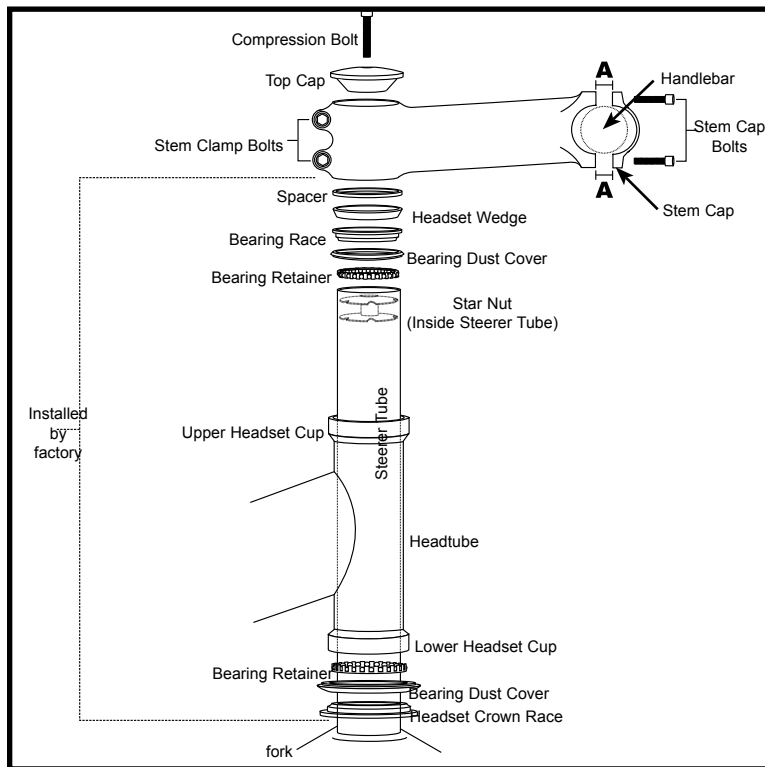 Compression Bolt
A
Handlebar
Top Cap
Stem Clamp Bolts
Stem Cap
Bolts
A
Stem Cap
Spacer
Headset Wedge
Bearing Race
Bearing Dust Cover
Bearing Retainer
Star Nut
(Inside Steerer Tube)
Installed
by
factory
Steerer Tube
Upper Headset Cup
Headtube
Lower Headset Cup
Bearing Retainer
Bearing Dust Cover
Headset Crown Race
fork